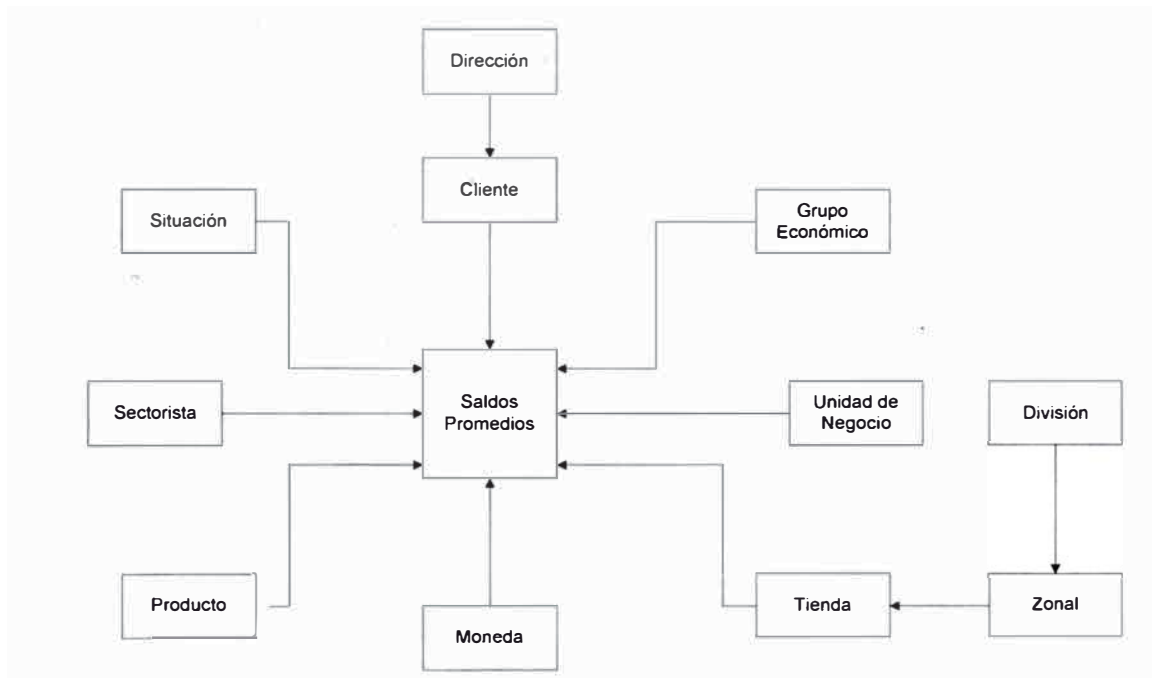 Dirección
Cliente
Situación
Grupo
Económico
Saldos
Promedios
Sectorista
Unidad de
Negocio
División
Producto
Moneda
Tienda
Zonal